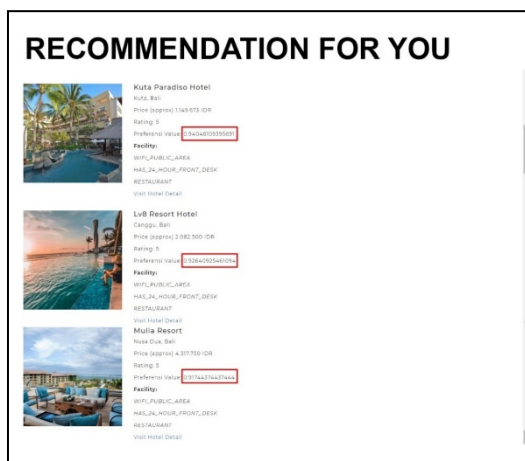 RECOMMENDATION FOR YOU
Kuta Paradiso Hotel
Kuta, Bali
Price (approx) 1.149.673 IDR
Rating: 5
Preferensi Value: 0.94046109395691
Facility:
WIFI_PUBLIC_AREA
HAS_24_HOUR_FRONT_DESK
RESTAURANT
Visit Hotel Detail
Lv8 Resort Hotel
Canggu, Bali
Price (approx) 2.082.500 IDR
Rating: 5
Preferensi Value: 0.92640925461094
Facility:
WIFI_PUBLIC_AREA
HAS_24_HOUR_FRONT_DESK
RESTAURANT
Visit Hotel Detail
Mulia Resort
Nusa Dua, Bali
Price (approx) 4.317.750 IDR
Rating: 5
Preferensi Value: 0.91744374437444
Facility:
WIFI_PUBLIC_AREA
HAS_24_HOUR_FRONT_DESK
RESTAURANT
Visit Hotel Detail